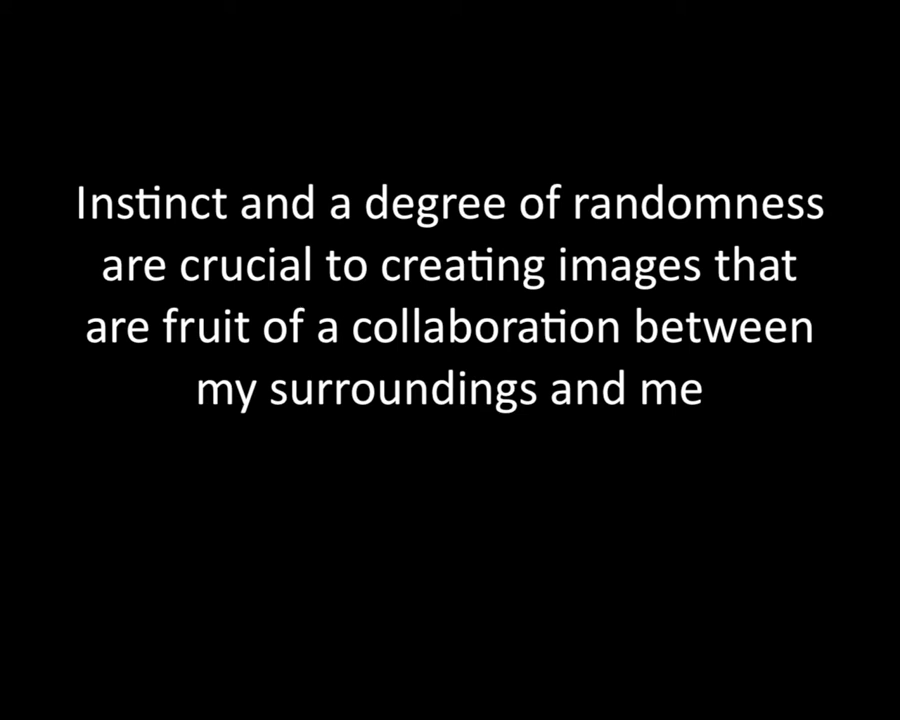 Instinct and a degree of randomness
are crucial to creating images that
are fruit of a collaboration between
my surroundings and me